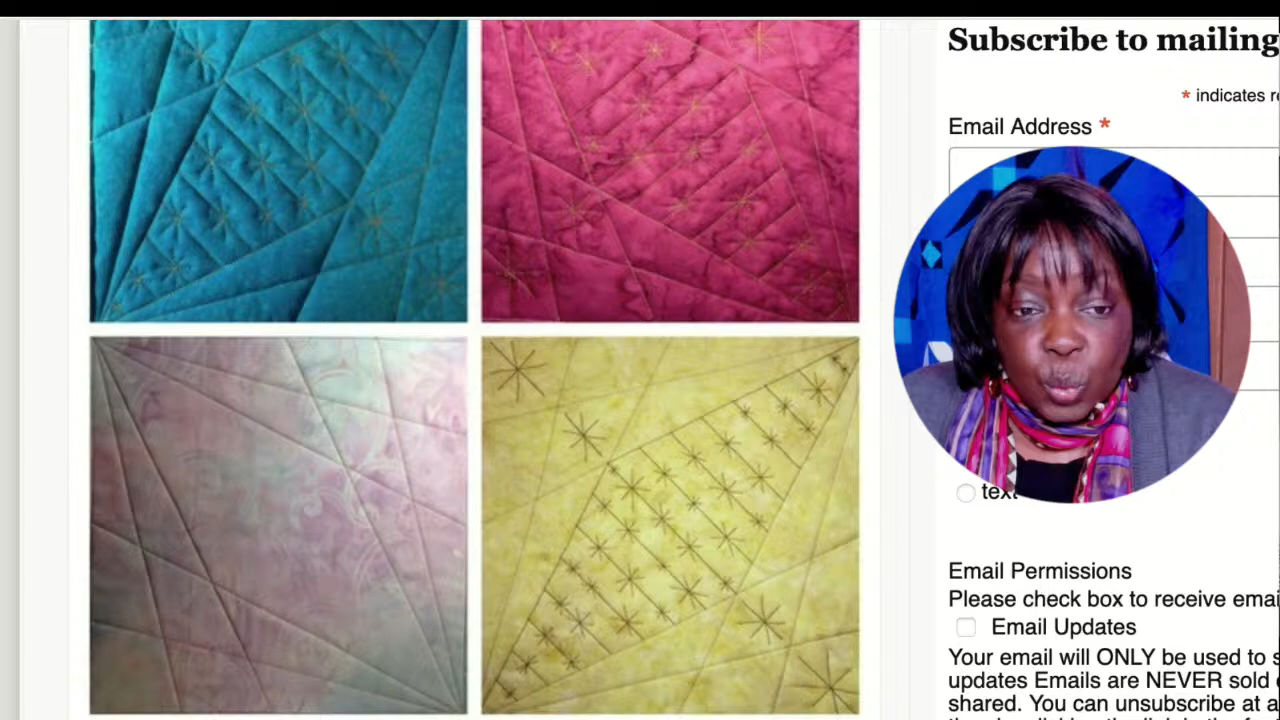 Subscribe to mailing
* indicates re
Email Address *
text
Email Permissions
Please check box to receive emai
Email Updates
Your email will ONLY be used to s
updates Emails are NEVER sold
shared. You can unsubscribe at a